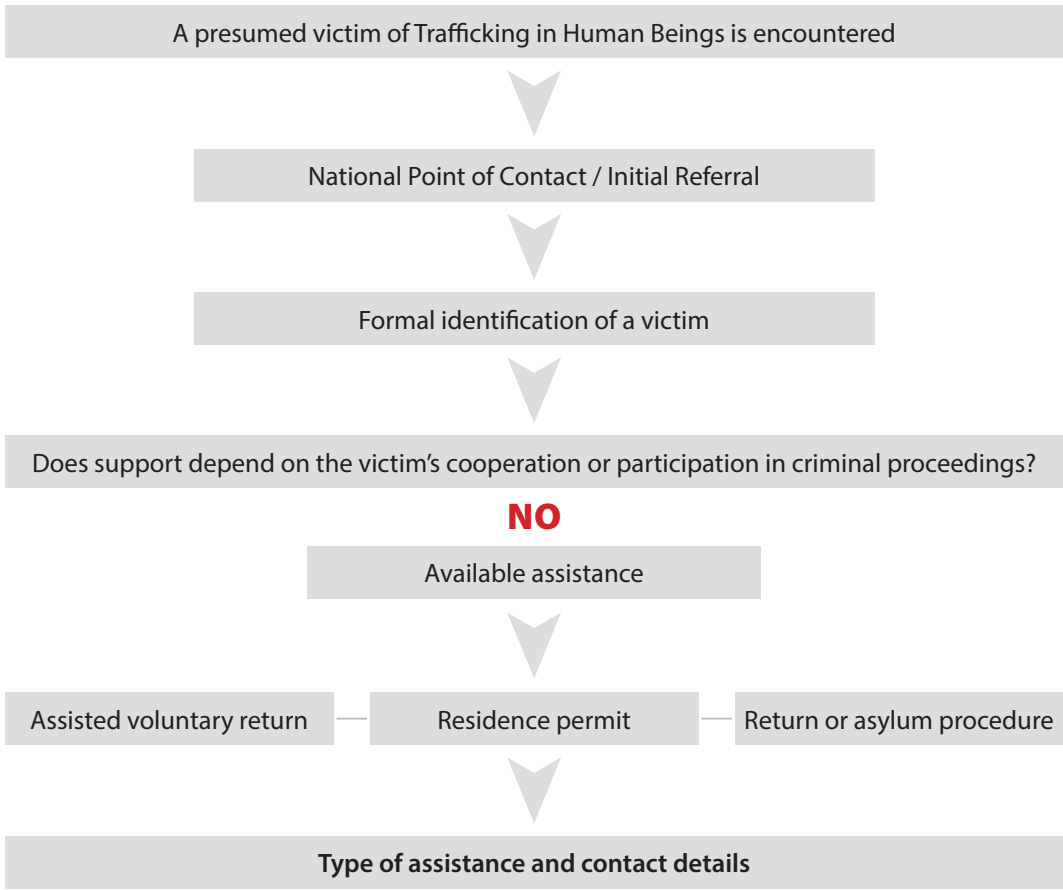 A presumed victim of Trafficking in Human Beings is encountered
National Point of Contact / Initial Referral
Formal identification of a victim
Does support depend on the victim’s cooperation or participation in criminal proceedings?
NO
Available assistance
Assisted voluntary return
Residence permit
Return or asylum procedure
Type of assistance and contact details